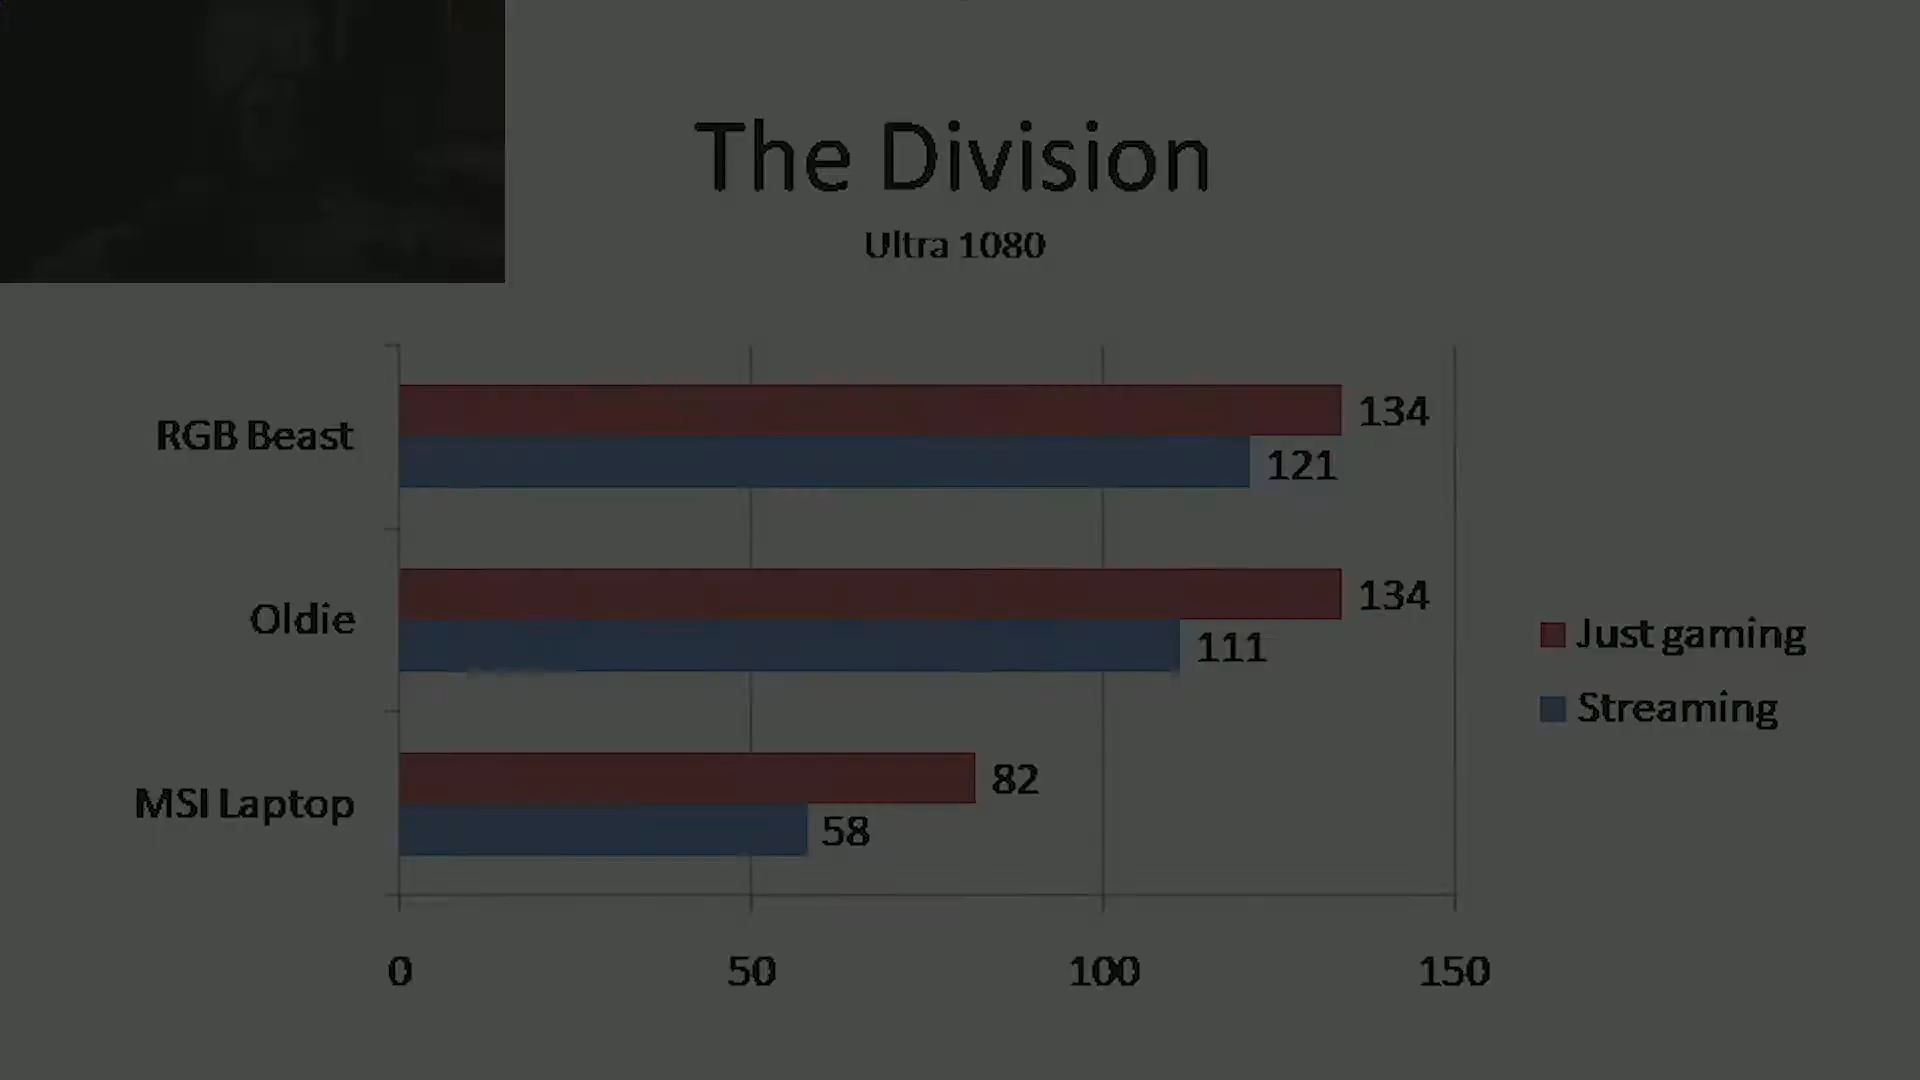 The Division
Ultra 1080
RGB Beast
134
121
Oldie
134
111
MSI Laptop
82
58
Just gaming
Streaming
0
50
100
150